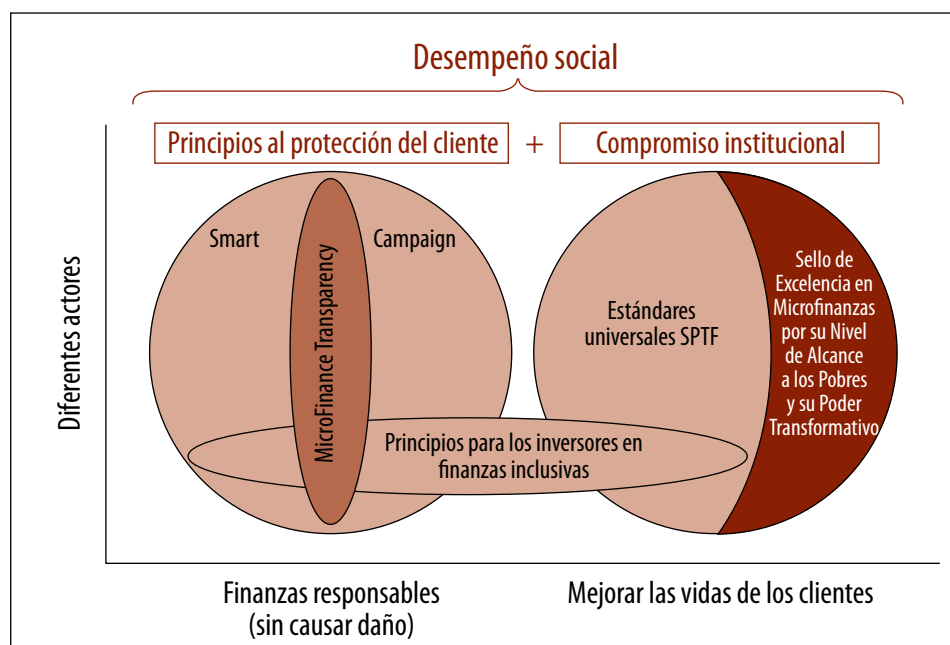 Desempeño social
Principios al protección del cliente + Compromiso institucional
Diferentes actores
Smart
Campaign
MicroFinance Transparency
Estándares
universales SPTF
Sello de
Excelencia en
Microfinanzas
por su Nivel
de Alcance
a los Pobres
y su Poder
Transformativo
Principios para los inversores en
finanzas inclusivas
Finanzas responsables
(sin causar daño)
Mejorar las vidas de los clientes